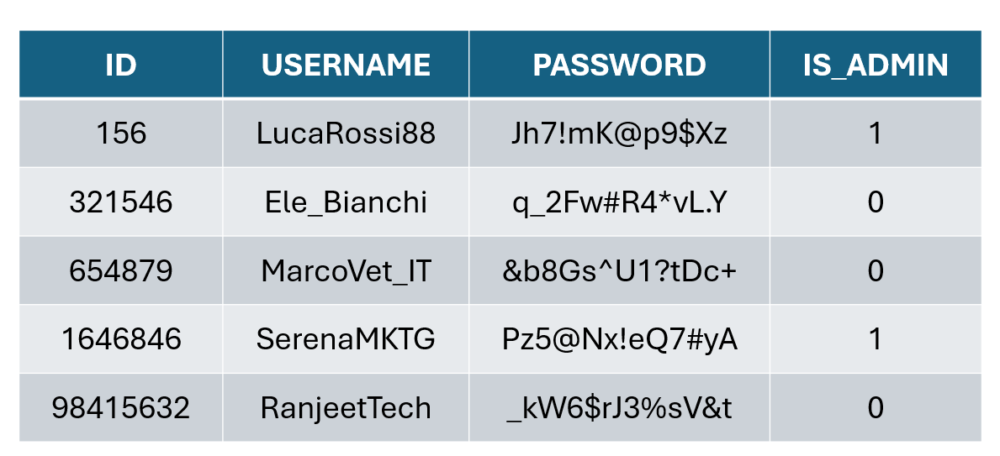 ID USERNAME PASSWORD IS_ADMIN
156 LucaRossi88 Jh7!mK@p9$Xz 1
321546 Ele_Bianchi q_2Fw#R4*vL.Y 0
654879 MarcoVet_IT &b8Gs^U1?tDc+ 0
1646846 SerenaMKTG Pz5@Nx!eQ7#yA 1
98415632 RanjeetTech _kW6$rJ3%sV&t 0